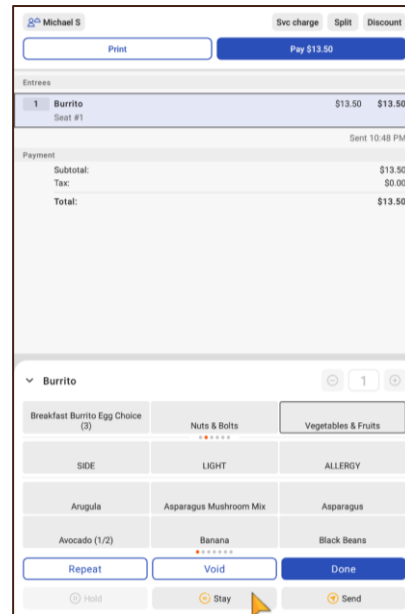 Michael S Svc charge Split Discount
Print Pay $13.50
Entrees
1 Burrito $13.50 $13.50
Seat #1
Sent 10:48 PM
Payment
Subtotal: $13.50
Tax: $0.00
Total: $13.50
Burrito 1
Breakfast Burrito Egg Choice
(3) Nuts & Bolts Vegetables & Fruits
SIDE LIGHT ALLERGY
Arugula Asparagus Mushroom Mix Asparagus
Avocado (1/2) Banana Black Beans
Repeat Void Done
Hold Stay Send